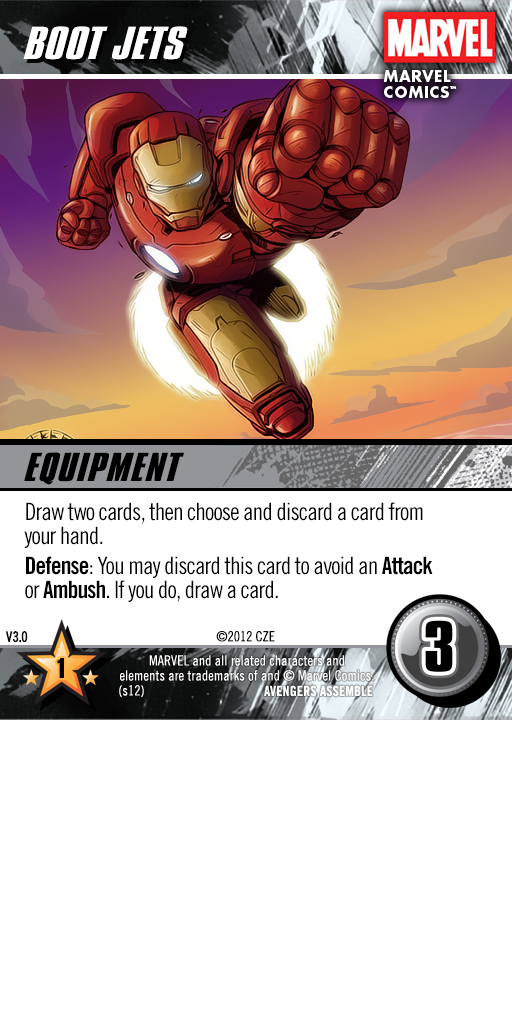 BOOT JETS
MARVEL
MARVEL
COMICS™
EQUIPMENT
Draw two cards, then choose and discard a card from
your hand.
Defense: You may discard this card to avoid an Attack
or Ambush. If you do, draw a card.
V3.0
©2012 CZE
1
MARVEL and all related characters and
elements are trademarks of and © Marvel Comics.
(s12)
AVENGERS ASSEMBLE
3